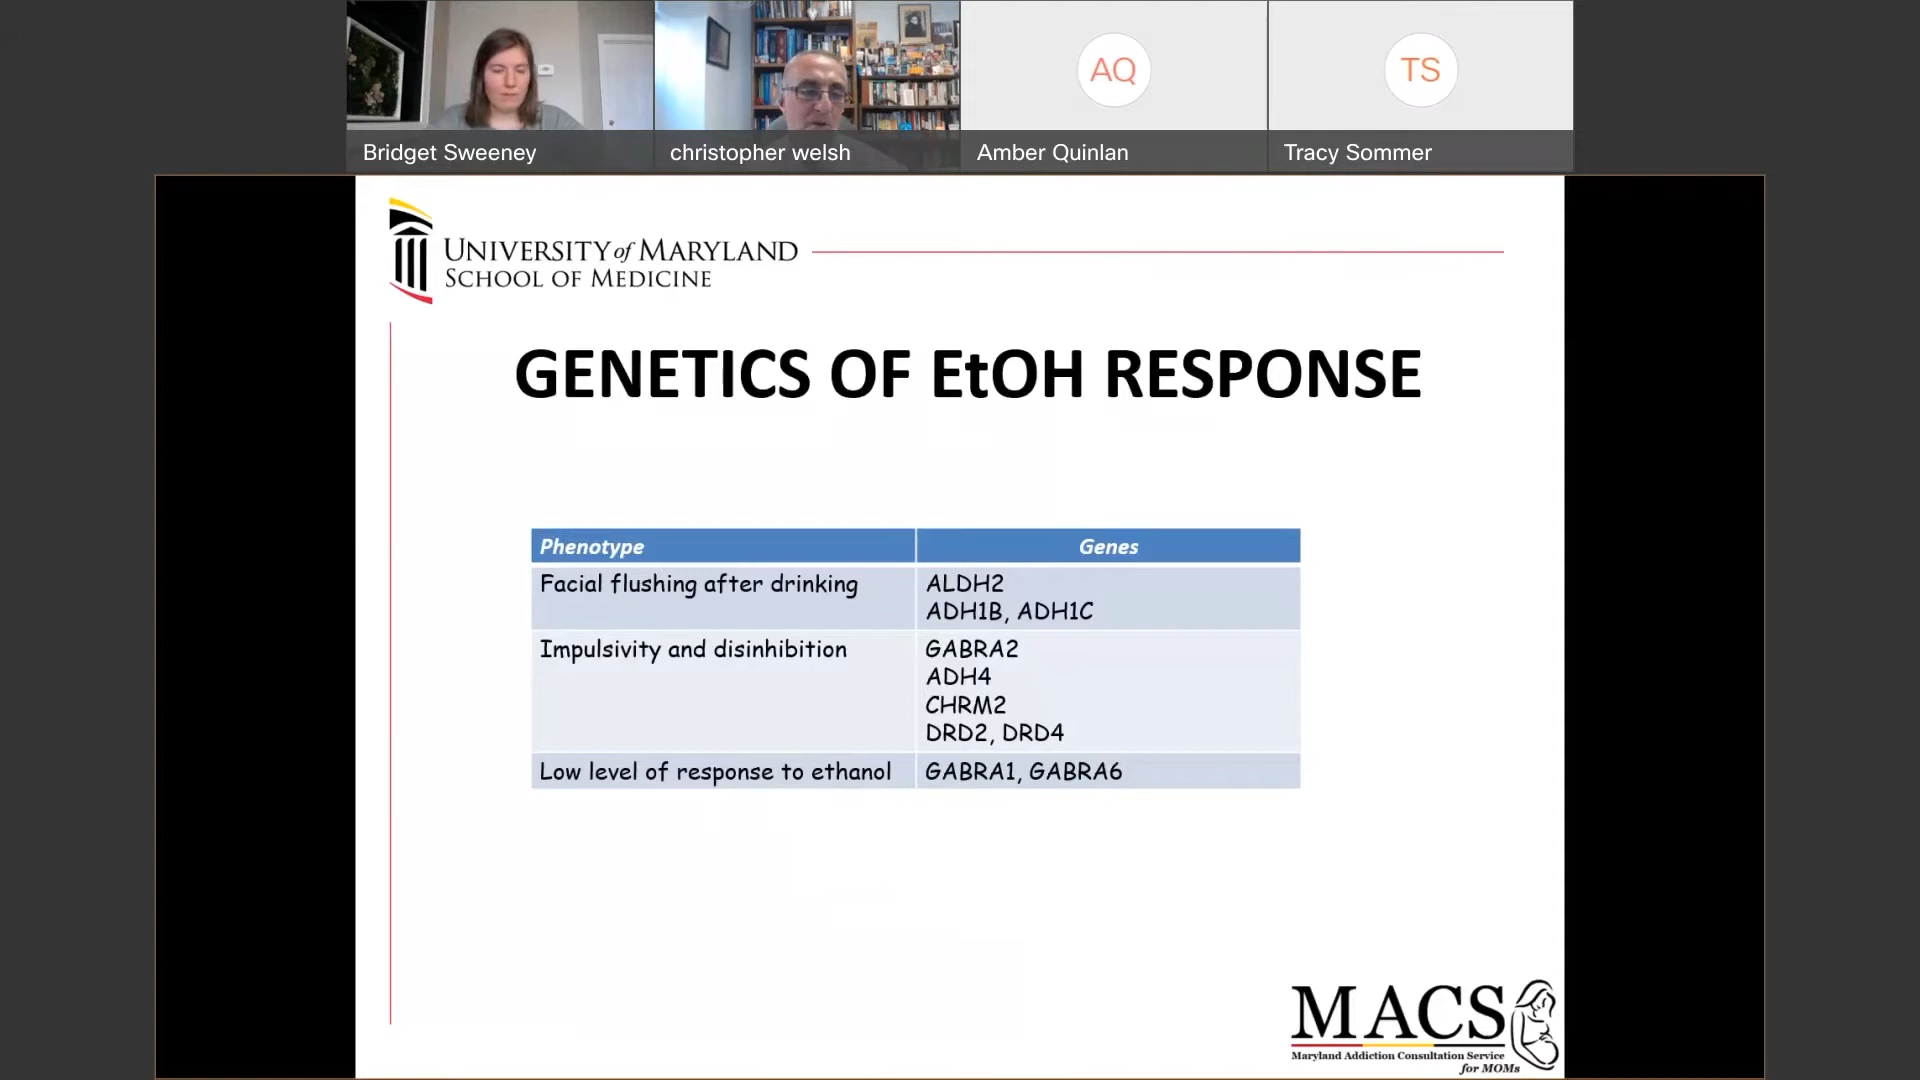 Bridget Sweeney
christopher welsh
AQ
Amber Quinlan
TS
Tracy Sommer
UNIVERSITY of MARYLAND
SCHOOL OF MEDICINE
GENETICS OF EtOH RESPONSE
Phenotype Genes
Facial flushing after drinking ALDH2
ADH1B, ADH1C
Impulsivity and disinhibition GABRA2
ADH4
CHRM2
DRD2, DRD4
Low level of response to ethanol GABRA1, GABRA6
MACS
Maryland Addiction Consultation Service
for MOMs